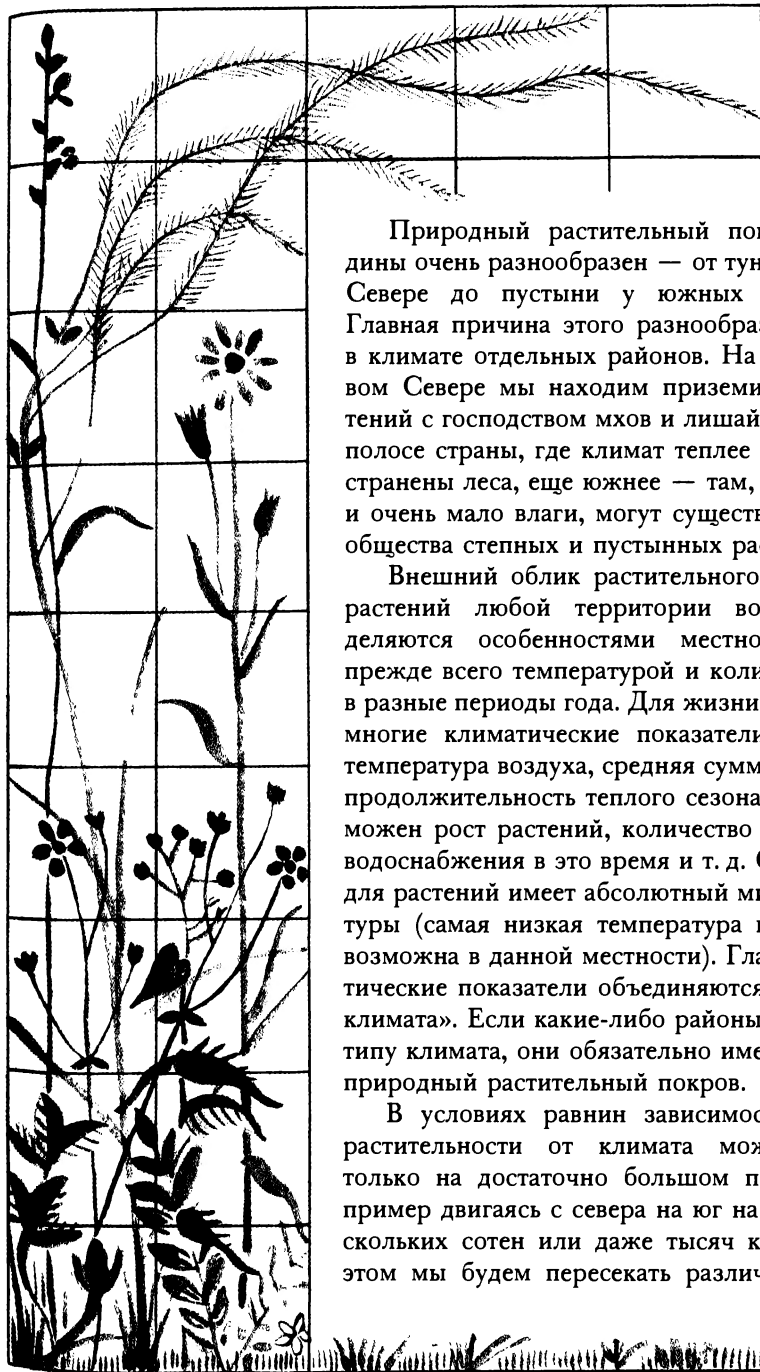 Природный растительный пок
дины очень разнообразен — от тун
Севере до пустыни у южных
Главная причина этого разнообраз
в климате отдельных районов. На
вом Севере мы находим приземи
тений с господством мхов и лишай
полосе страны, где климат теплее
странены леса, еще южнее — там,
и очень мало влаги, могут существ
общества степных и пустынных ра
Внешний облик растительного
растений любой территории во
деляются особенностями местно
прежде всего температурой и коли
в разные периоды года. Для жизни
многие климатические показатели
температура воздуха, средняя сумм
продолжительность теплого сезона
можен рост растений, количество
водоснабжения в это время и т. д.
для растений имеет абсолютный ми
туры (самая низкая температура
возможна в данной местности). Гла
тические показатели объединяются
климата». Если какие-либо районы
типу климата, они обязательно име
природный растительный покров.
В условиях равнин зависимос
растительности от климата мож
только на достаточно большом п
пример двигаясь с севера на юг на
скольких сотен или даже тысяч к
этом мы будем пересекать различ